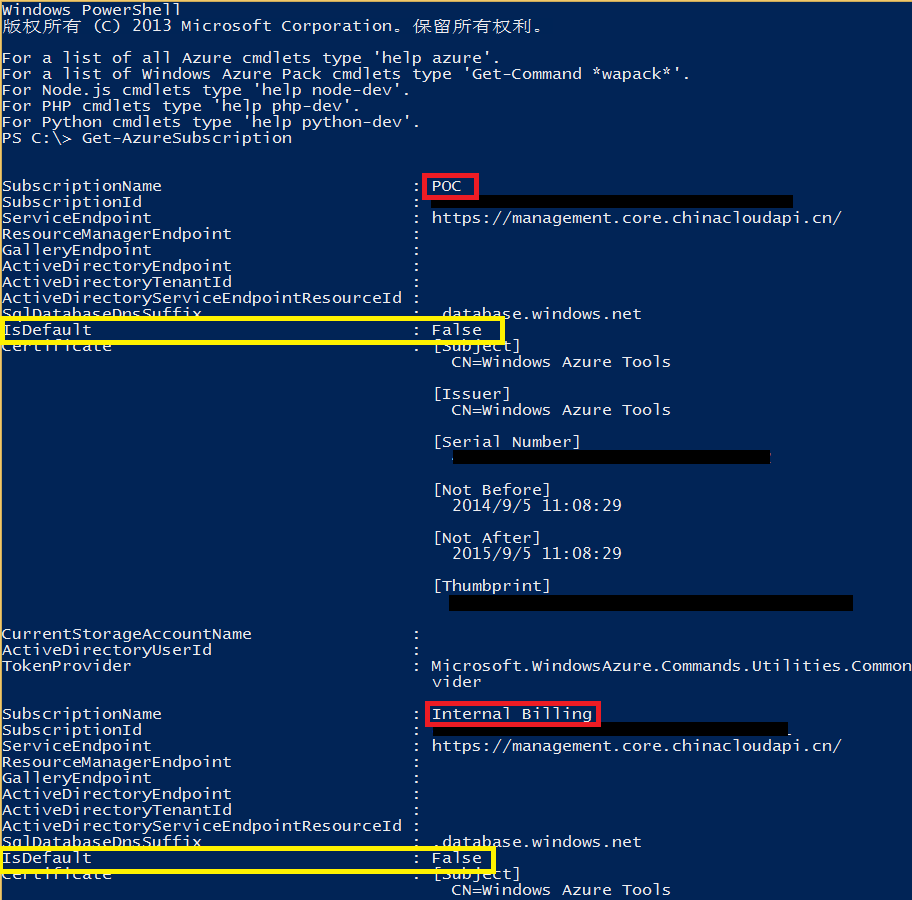 Windows PowerShell
版权所有 (C) 2013 Microsoft Corporation。保留所有权利。
For a list of all Azure cmdlets type 'help azure'.
For a list of Windows Azure Pack cmdlets type 'Get-Command *wapack*'.
For Node.js cmdlets type 'help node-dev'.
For PHP cmdlets type 'help php-dev'.
For Python cmdlets type 'help python-dev'.
PS C:\> Get-AzureSubscription
SubscriptionName : POC
SubscriptionId :
ServiceEndpoint : https://management.core.chinacloudapi.cn/
ResourceManagerEndpoint :
GalleryEndpoint :
ActiveDirectoryEndpoint :
ActiveDirectoryTenantId :
ActiveDirectoryServiceEndpointResourceId :
SqlDatabaseDnsSuffix : .database.windows.net
IsDefault : False
Certificate : [Subject]
CN=Windows Azure Tools
[Issuer]
CN=Windows Azure Tools
[Serial Number]
[Not Before]
2014/9/5 11:08:29
[Not After]
2015/9/5 11:08:29
[Thumbprint]
CurrentStorageAccountName :
ActiveDirectoryUserId :
TokenProvider : Microsoft.WindowsAzure.Commands.Utilities.Common
vider
SubscriptionName : Internal Billing
SubscriptionId :
ServiceEndpoint : https://management.core.chinacloudapi.cn/
ResourceManagerEndpoint :
GalleryEndpoint :
ActiveDirectoryEndpoint :
ActiveDirectoryTenantId :
ActiveDirectoryServiceEndpointResourceId :
SqlDatabaseDnsSuffix : .database.windows.net
IsDefault : False
Certificate : [Subject]
CN=Windows Azure Tools